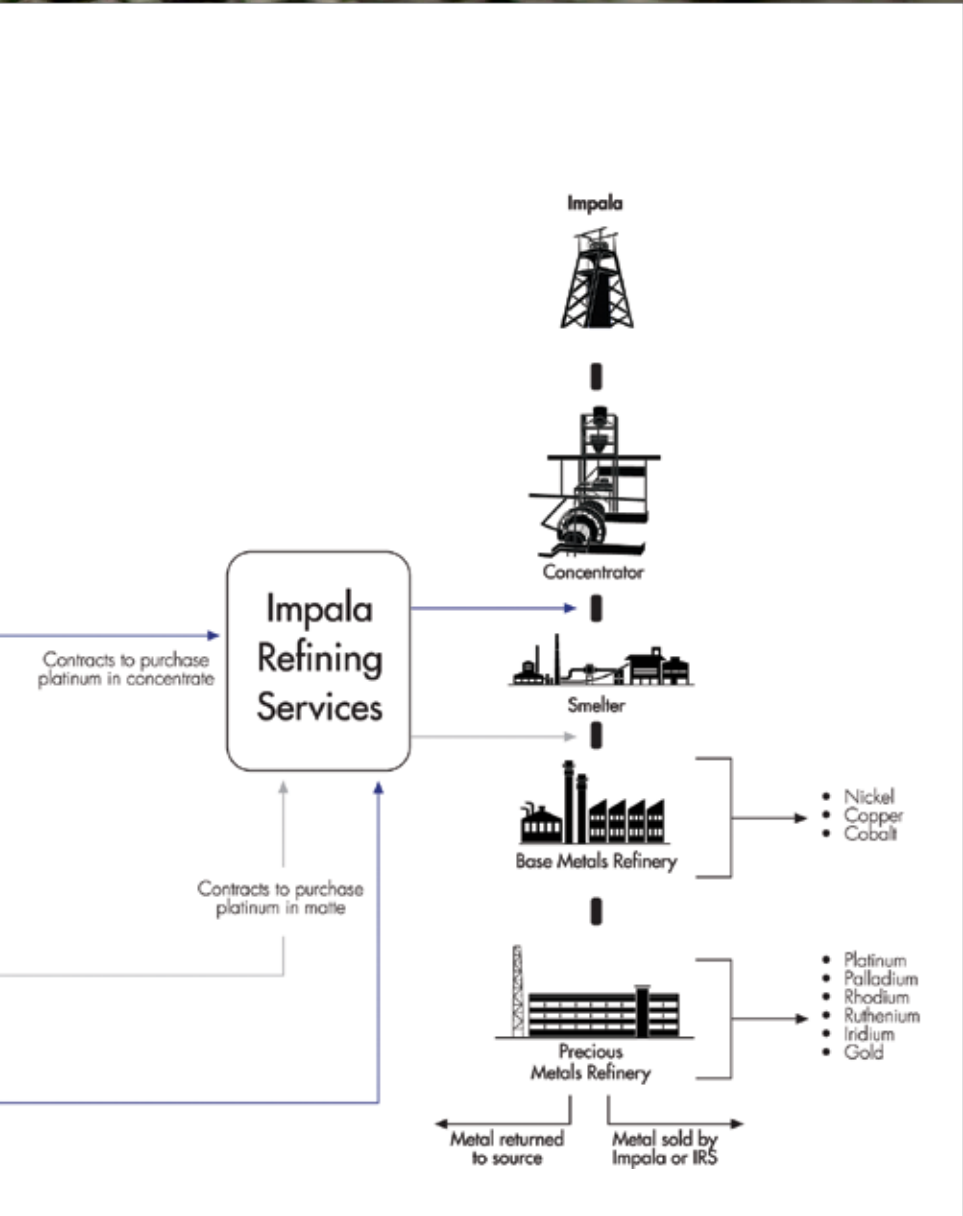 Impala
Concentrator
Impala
Refining
Services
Contracts to purchase
platinum in concentrate
Smelter
• Nickel
• Copper
• Cobalt
Base Metals Refinery
Contracts to purchase
platinum in matte
• Platinum
• Palladium
• Rhodium
• Ruthenium
• Iridium
• Gold
Precious
Metals Refinery
Metal returned
to source
Metal sold by
Impala or IRS